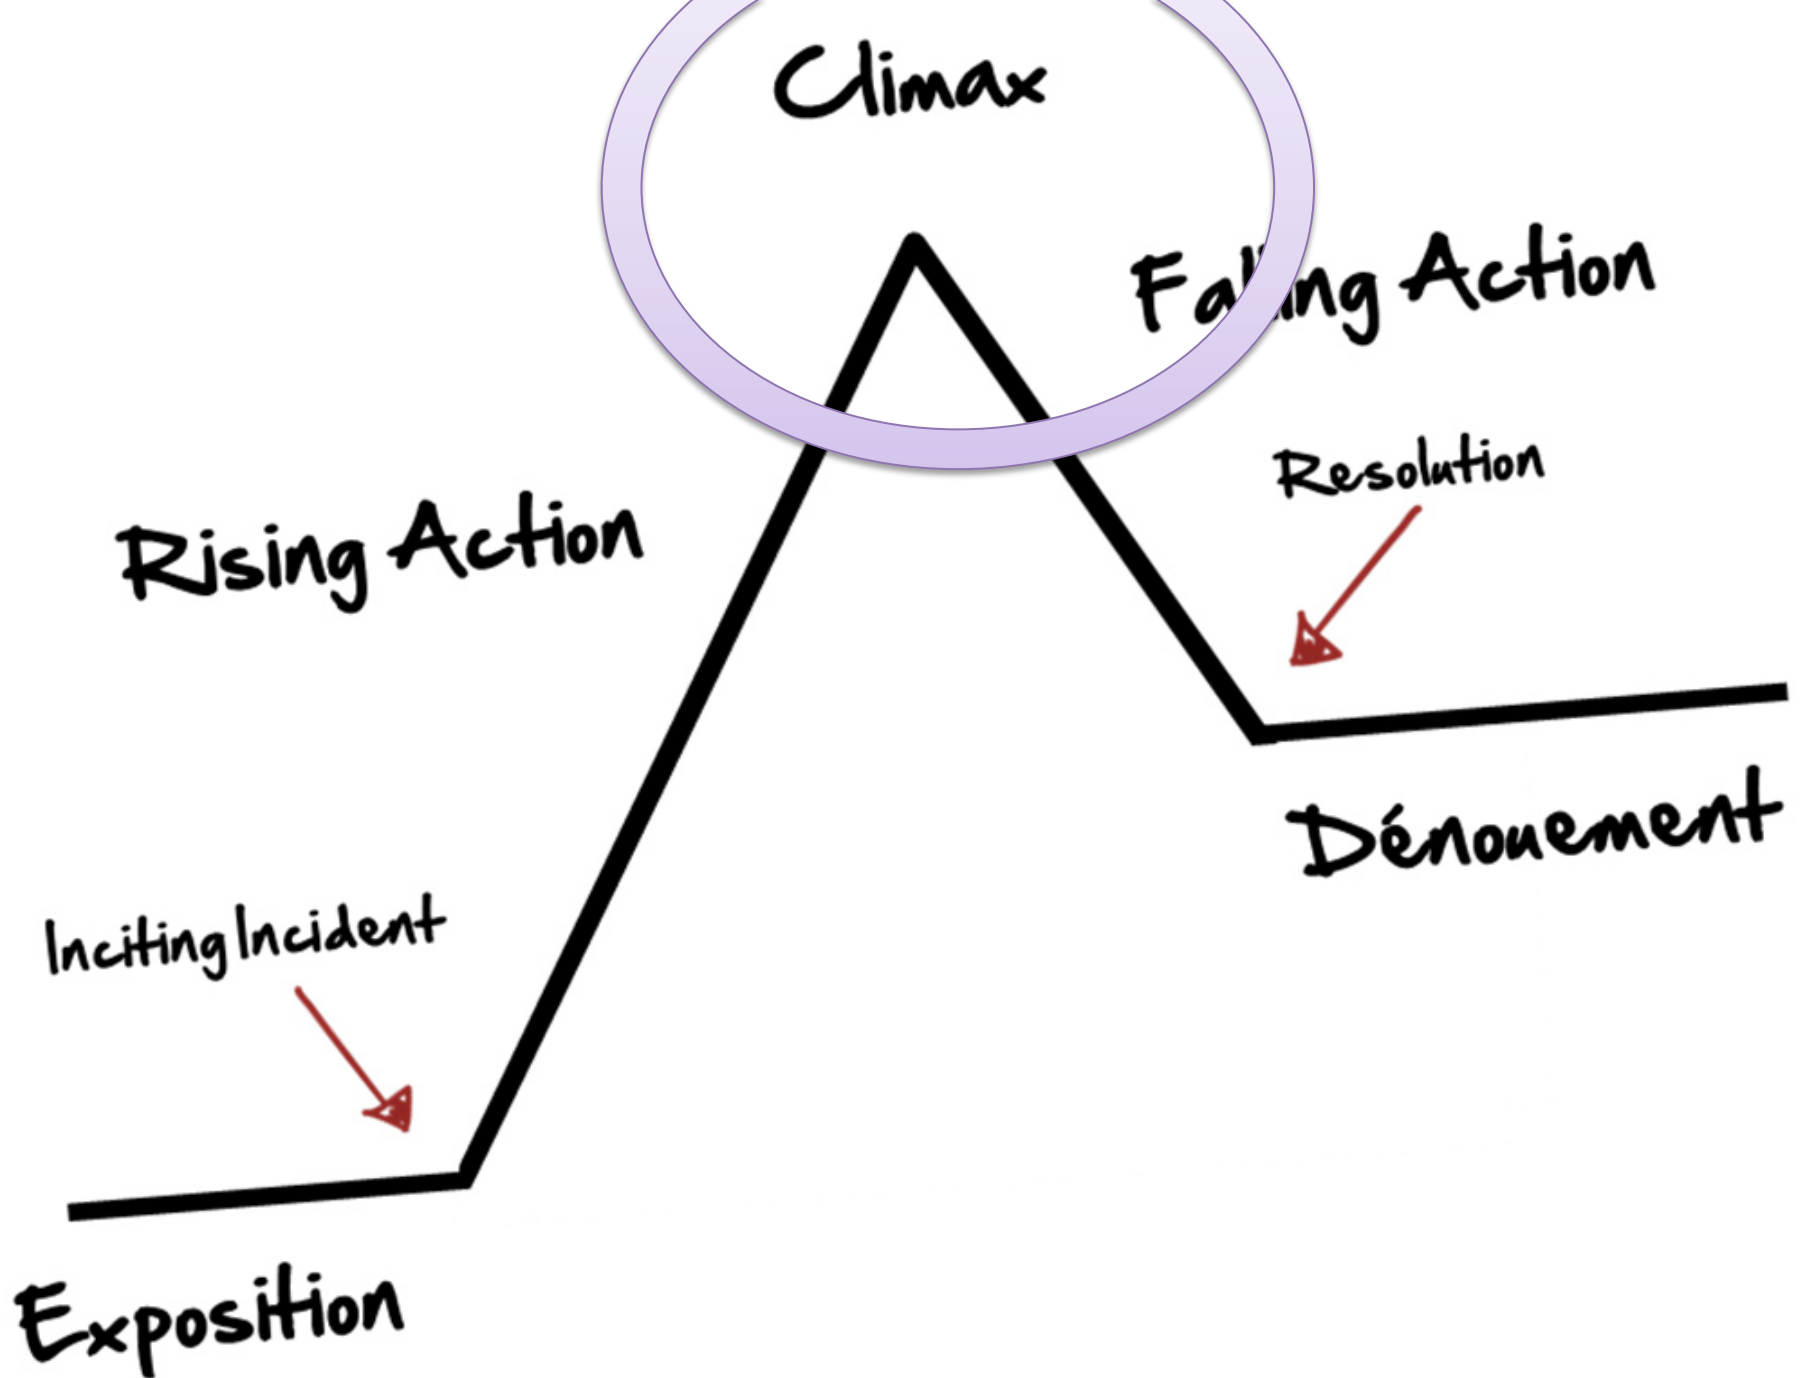 Climax
Falling Action
Resolution
Rising Action
Dénouement
Inciting Incident
Exposition